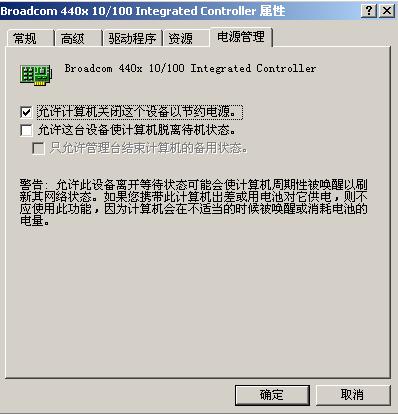 Broadcom 440x 10/100 Integrated Controller 属性
常规
高级
驱动程序
资源
电源管理
Broadcom 440x 10/100 Integrated Controller
允许计算机关闭这个设备以节约电源。
允许这台设备使计算机脱离待机状态。
只允许管理台结束计算机的备用状态。
警告: 允许此设备离开等待状态可能会使计算机周期性被唤醒以刷
新其网络状态。如果您携带此计算机出差或用电池对它供电，则不
应使用此功能，因为计算机会在不适当的时候被唤醒或消耗电池的
电量。
确定
取消